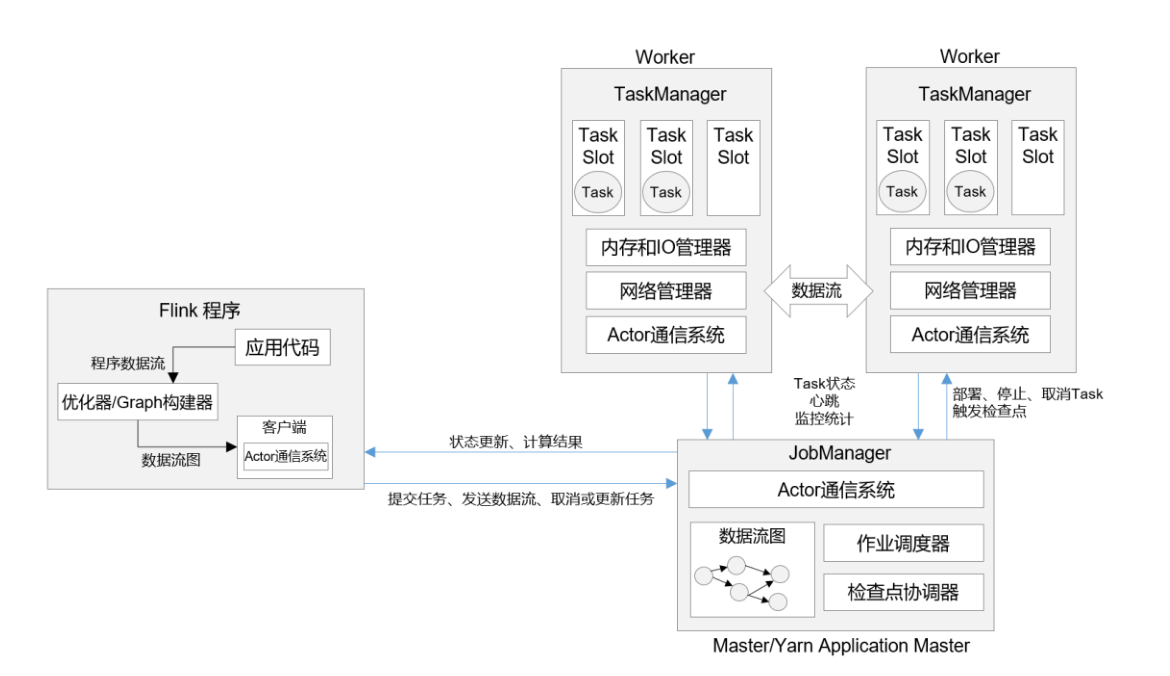 Worker
TaskManager
Task
Slot
Task
Task
Slot
Task
Task
Slot
内存和IO管理器
网络管理器
Actor通信系统
数据流
Worker
TaskManager
Task
Slot
Task
Task
Slot
Task
Task
Slot
内存和IO管理器
网络管理器
Actor通信系统
Flink 程序
应用代码
程序数据流
优化器/Graph构建器
数据流图
客户端
Actor通信系统
状态更新、计算结果
提交任务、发送数据流、取消或更新任务
Task状态
心跳
监控统计
部署、停止、取消Task
触发检查点
JobManager
Actor通信系统
数据流图
作业调度器
检查点协调器
Master/Yarn Application Master